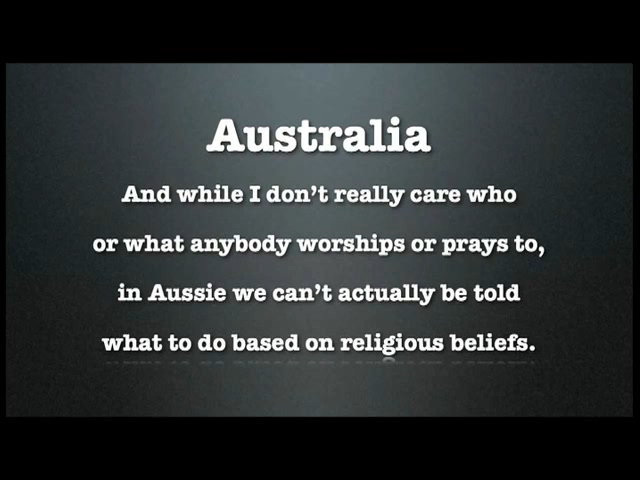 Australia
And while I don't really care who
or what anybody worships or prays to,
in Aussie we can't actually be told
what to do based on religious beliefs.